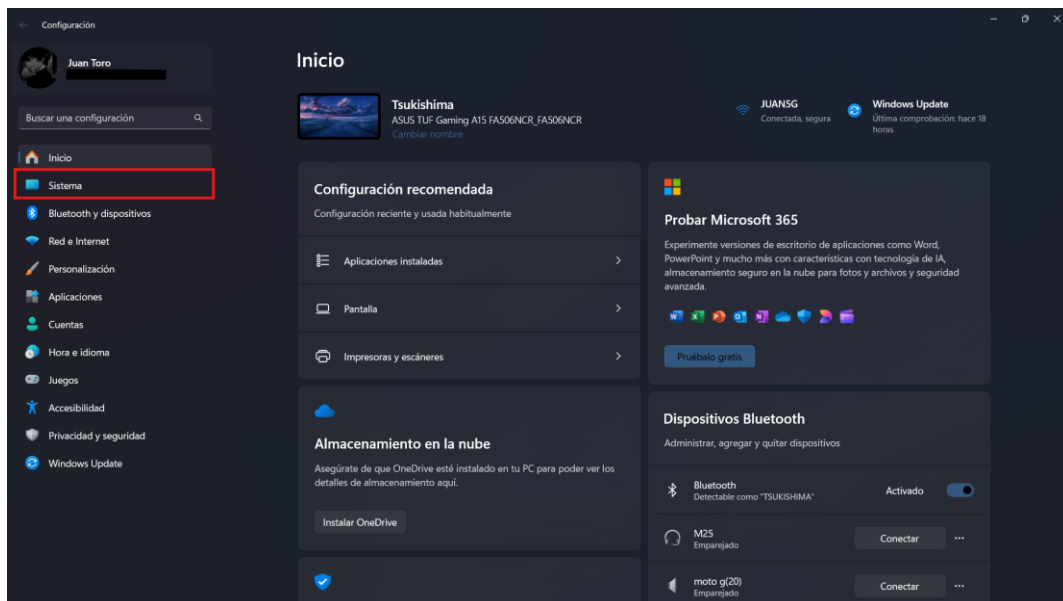 Configuración
Juan Toro
Buscar una configuración
Inicio
Sistema
Bluetooth y dispositivos
Red e Internet
Personalización
Aplicaciones
Cuentas
Hora e idioma
Juegos
Accesibilidad
Privacidad y seguridad
Windows Update
Inicio
Tsukishima
ASUS TUF Gaming A15 FA506NCR_FA506NCR
Cambiar nombre
JUAN5G
Conectada, segura
Windows Update
Última comprobación: hace 18
horas
Configuración recomendada
Configuración reciente y usada habitualmente
Aplicaciones instaladas
Pantalla
Impresoras y escáneres
Almacenamiento en la nube
Asegúrate de que OneDrive esté instalado en tu PC para poder ver los
detalles de almacenamiento aquí.
Instalar OneDrive
Probar Microsoft 365
Experimente versiones de escritorio de aplicaciones como Word,
PowerPoint y mucho más con características con tecnología de IA,
almacenamiento seguro en la nube para fotos y archivos y seguridad
avanzada.
Pruébalo gratis
Dispositivos Bluetooth
Administrar, agregar y quitar dispositivos
Bluetooth
Detectable como "TSUKISHIMA"
Activado
M25
Emparejado
Conectar
moto g(20)
Emparejado
Conectar